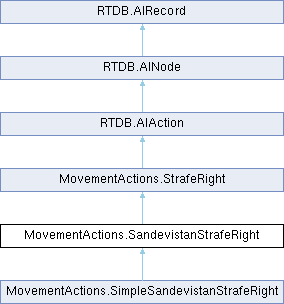 RTDB.AIRecord
RTDB.AINode
RTDB.AIAction
MovementActions.StrafeRight
MovementActions.SandevistanStrafeRight
MovementActions.SimpleSandevistanStrafeRight